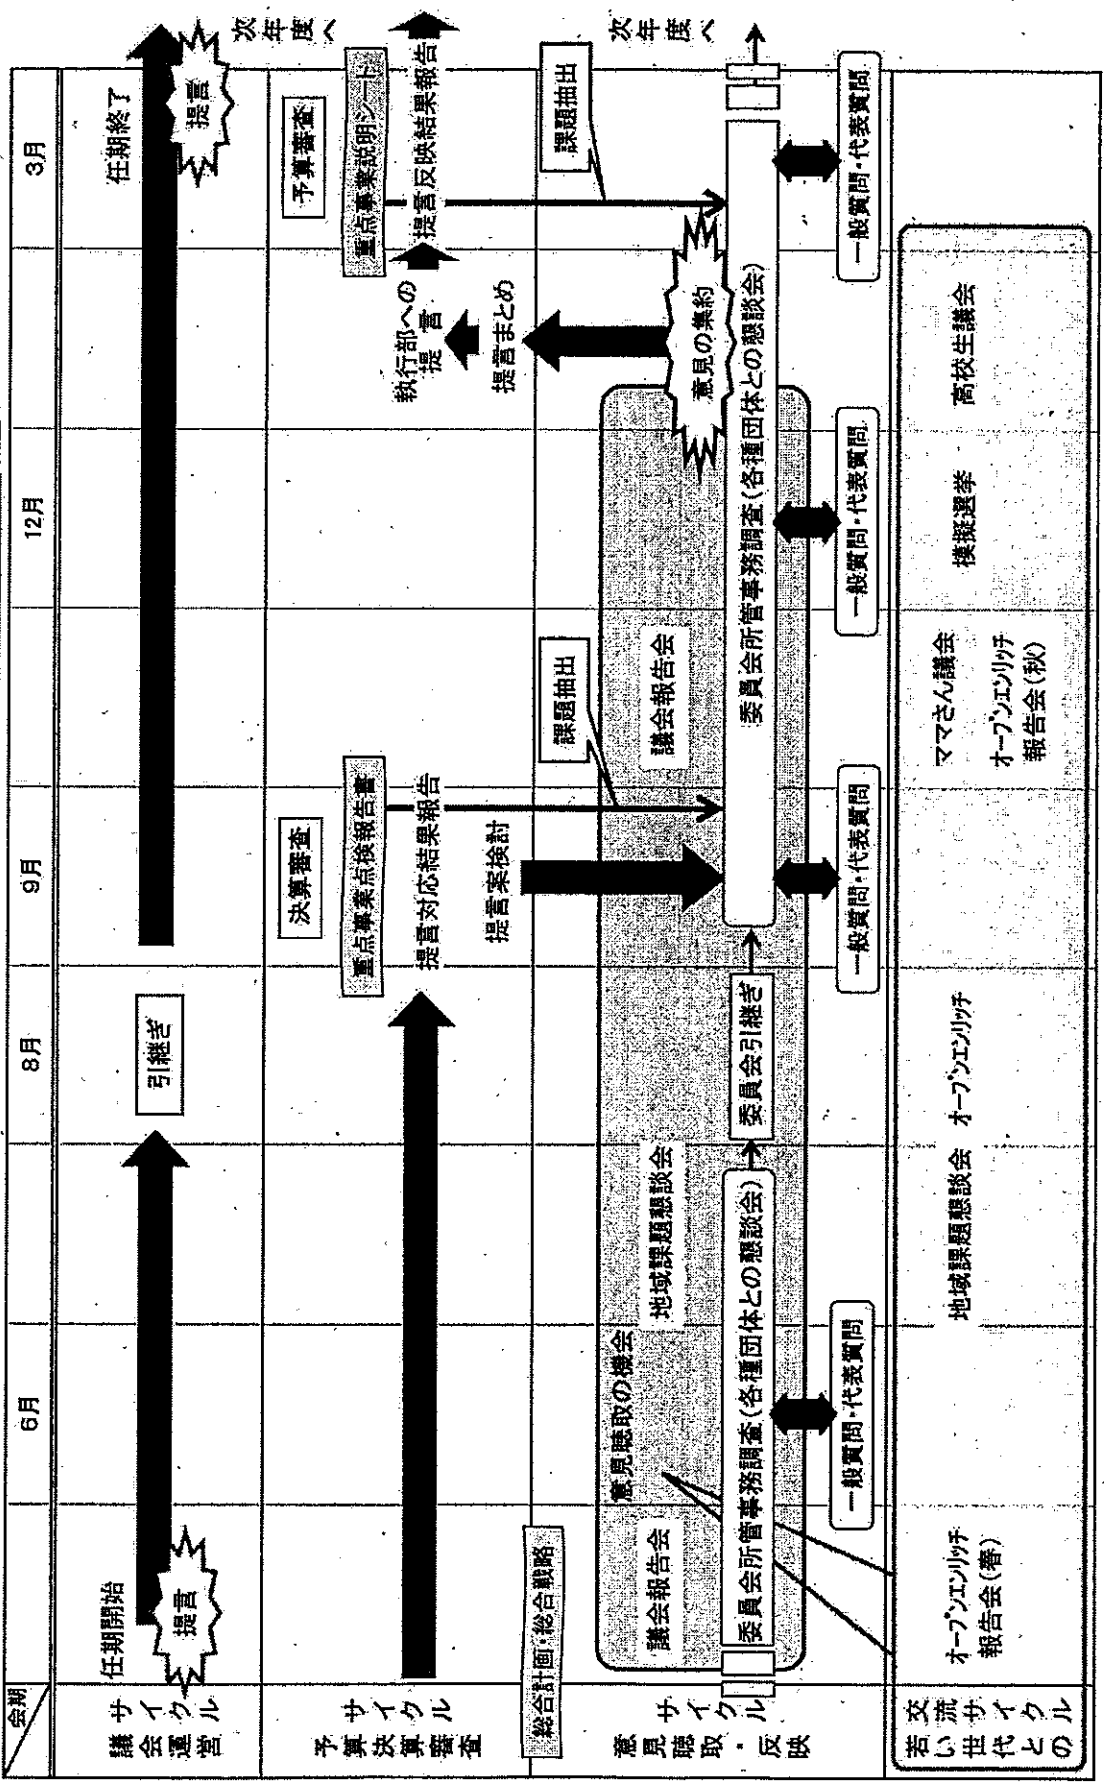 会期
6月
8月
9月
12月
3月
議会運営
サイクル
任期開始
提言
引継ぎ
任期終了
提言
次年度へ
予算決算審査
サイクル
決算審査
重点事業点検報告書
提言対応結果報告
提言案検討
執行部への
提言
提言まとめ
予算審査
重点事業説明シート
提言反映結果報告
次年度へ
総合計画・総合戦略
意見聴取・反映
サイクル
意見聴取の機会
議会報告会
地域課題懇談会
議会報告会
課題抽出
課題抽出
意見の集約
委員会所管事務調査(各種団体との懇談会)
委員会引継ぎ
委員会所管事務調査(各種団体との懇談会)
一般質問・代表質問
一般質問・代表質問
一般質問・代表質問
一般質問・代表質問
若い世代との
交流サイクル
オープンエンリッチ
報告会(春)
地域課題懇談会
オープンエンリッチ
ママさん議会
オープンエンリッチ
報告会(秋)
模擬選挙
高校生議会